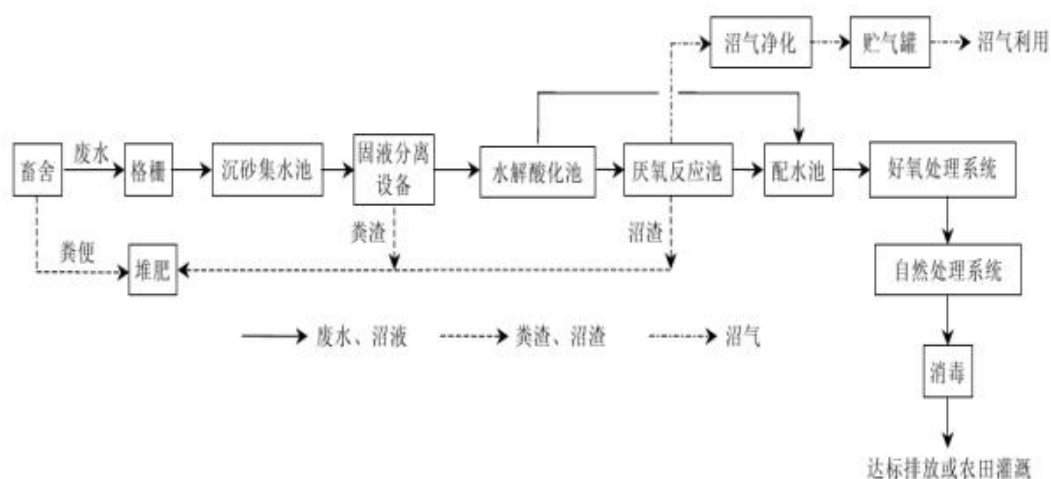 沼气净化
贮气罐
沼气利用
畜舍
废水
格栅
沉砂集水池
固液分离
设备
水解酸化池
厌氧反应池
配水池
好氧处理系统
粪便
堆肥
粪渣
沼渣
自然处理系统
废水、沼液
粪渣、沼渣
沼气
消毒
达标排放或农田灌溉